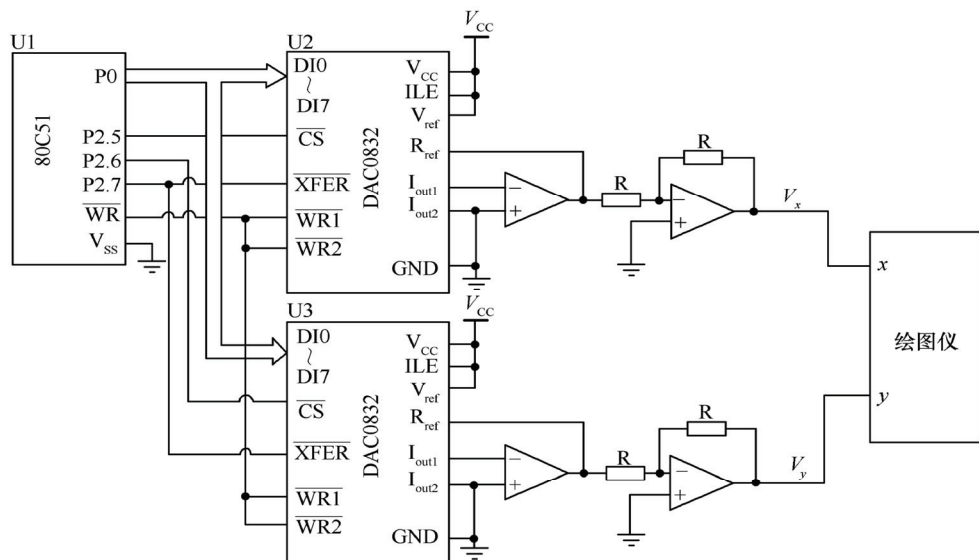 U1
80C51
P0
P2.5
P2.6
P2.7
WR
V_SS
U2
DAC0832
DI0
~
DI7
CS
XFER
WR1
WR2
V_CC
V_CC
ILE
V_ref
R_ref
I_out1
I_out2
GND
R
R
V_x
U3
DAC0832
DI0
~
DI7
CS
XFER
WR1
WR2
V_CC
V_CC
ILE
V_ref
R_ref
I_out1
I_out2
GND
R
R
V_y
x
绘图仪
y